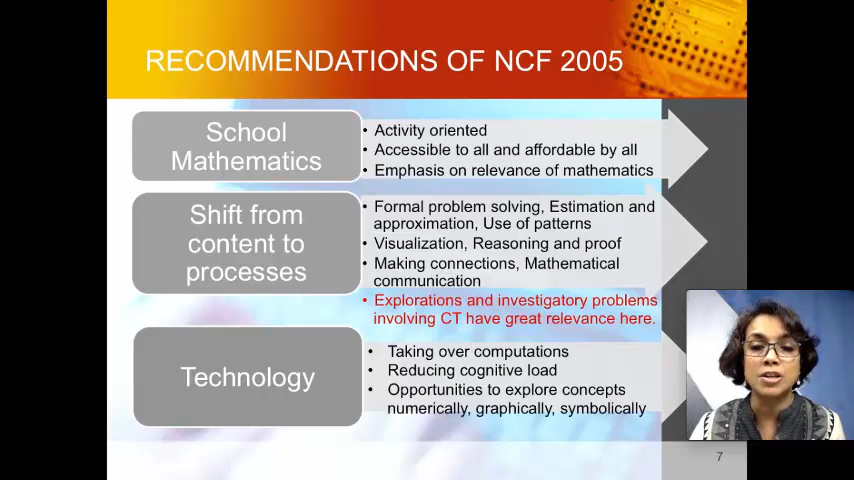 RECOMMENDATIONS OF NCF 2005
School
Mathematics
• Activity oriented
• Accessible to all and affordable by all
• Emphasis on relevance of mathematics
Shift from
content to
processes
• Formal problem solving, Estimation and
approximation, Use of patterns
• Visualization, Reasoning and proof
• Making connections, Mathematical
communication
• Explorations and investigatory problems
involving CT have great relevance here.
Technology
• Taking over computations
• Reducing cognitive load
• Opportunities to explore concepts
numerically, graphically, symbolically
7